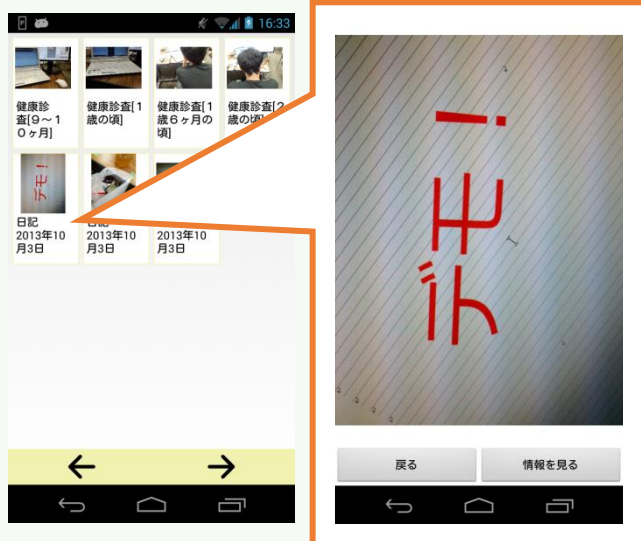 16:33
健康診
査[9～1
0ヶ月]
健康診査[1
歳の頃]
健康診査[1
歳6ヶ月の
頃]
健康診査[2
歳の頃]
日記
2013年10
月3日
日記
2013年10
月3日
2013年10
月3日
デモ！
デモ！
戻る
情報を見る